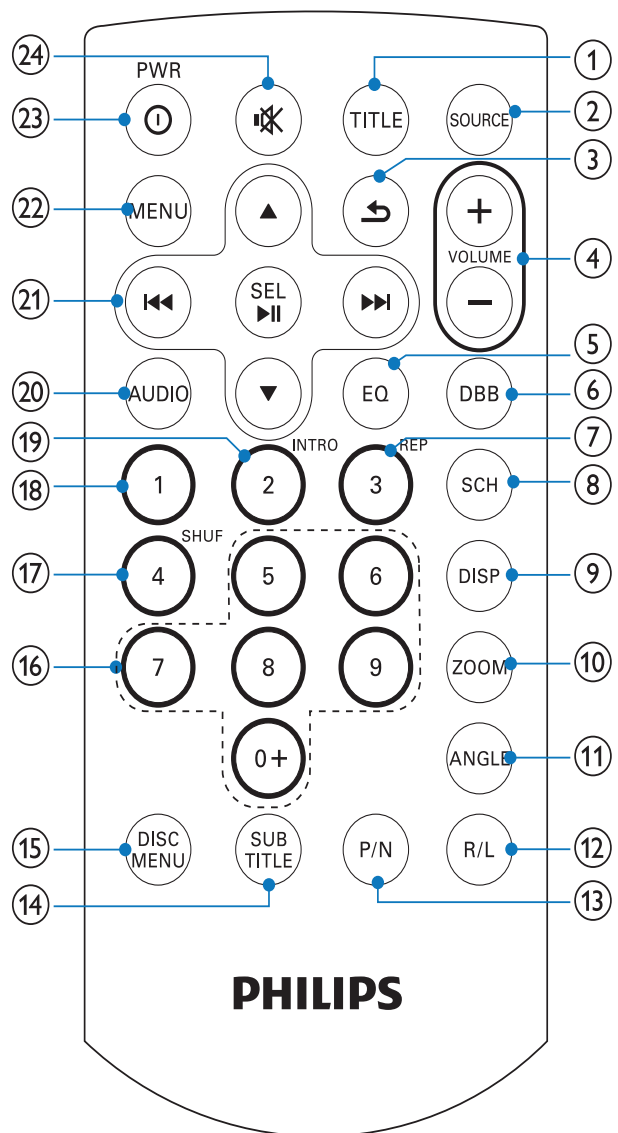 24 1
PWR
23 TITLE SOURCE 2
3
22 MENU +
VOLUME 4
21 SEL −
5
20 AUDIO EQ DBB 6
19 INTRO REP 7
18 1 2 3 SCH 8
SHUF
17 4 5 6 DISP 9
16 7 8 9 ZOOM 10
0+ ANGLE 11
15 DISC MENU SUB TITLE P/N R/L 12
14 13
PHILIPS